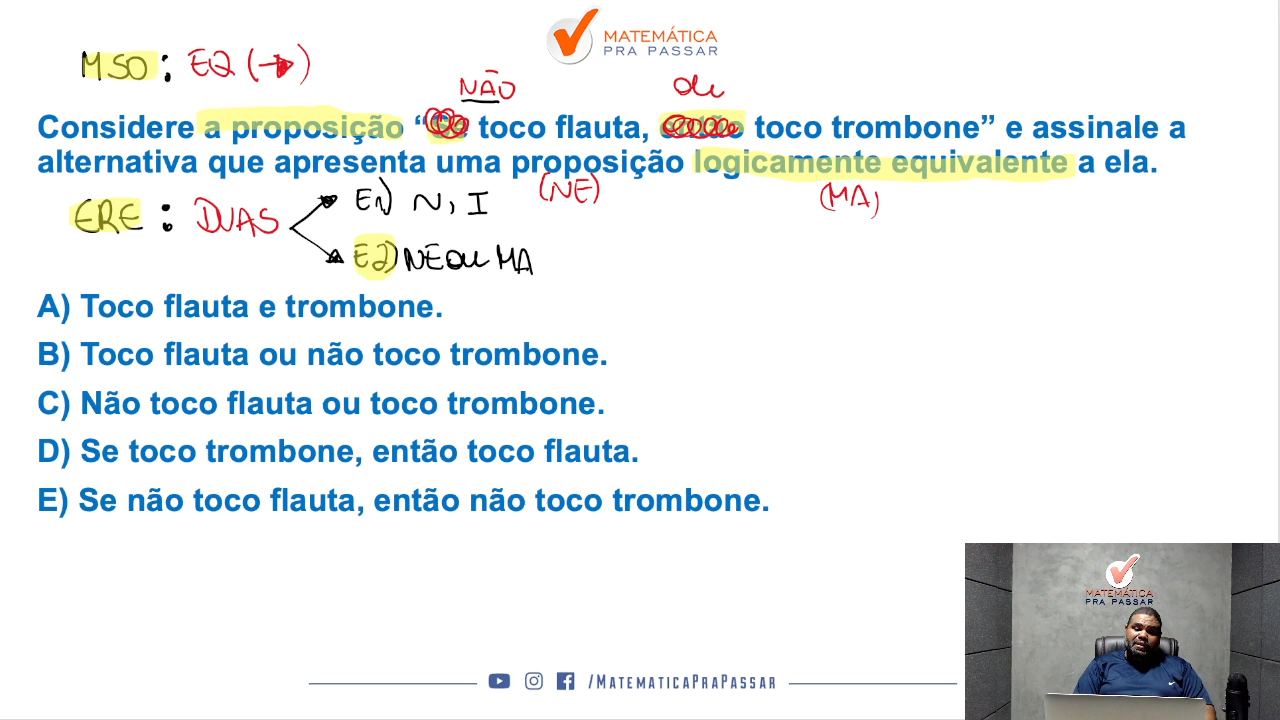 MATEMÁTICA
PRA PASSAR
MSO: EQ (→)
NÃO ou
Considere a proposição “Se toco flauta, então toco trombone” e assinale a
alternativa que apresenta uma proposição logicamente equivalente a ela.
(NE) (MA)
ERE: DUAS
E1) N, I
E2) NE ou MA
A) Toco flauta e trombone.
B) Toco flauta ou não toco trombone.
C) Não toco flauta ou toco trombone.
D) Se toco trombone, então toco flauta.
E) Se não toco flauta, então não toco trombone.
MATEMÁTICA
PRA PASSAR
/MATEMATICAPRAPASSAR